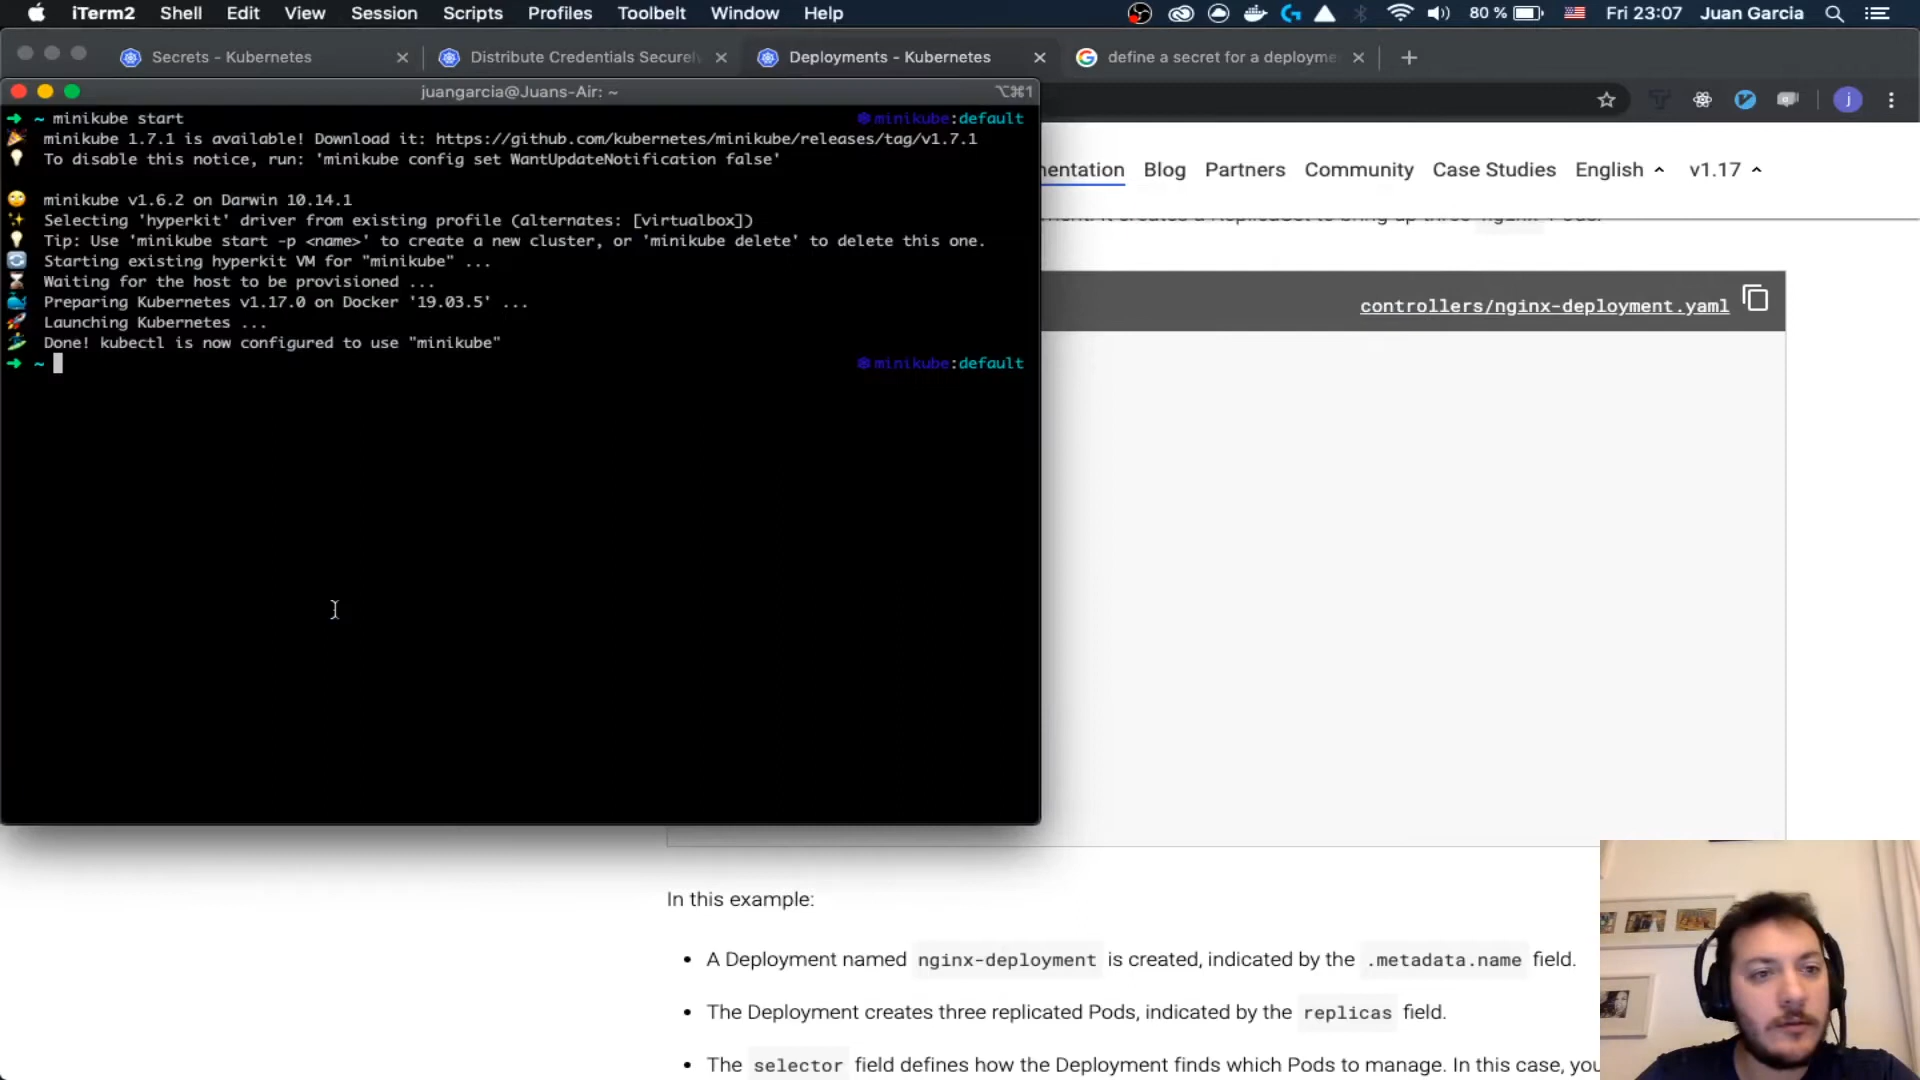 iTerm2 Shell Edit View Session Scripts Profiles Toolbelt Window Help 80 % Fri 23:07 Juan Garcia
Secrets - Kubernetes
Distribute Credentials Securely
Deployments - Kubernetes
define a secret for a deployme
juangarcia@Juans-Air: ~
⌥⌘1
➜ ~ minikube start
minikube:default
minikube 1.7.1 is available! Download it: https://github.com/kubernetes/minikube/releases/tag/v1.7.1
To disable this notice, run: 'minikube config set WantUpdateNotification false'
minikube v1.6.2 on Darwin 10.14.1
Selecting 'hyperkit' driver from existing profile (alternates: [virtualbox])
Tip: Use 'minikube start -p <name>' to create a new cluster, or 'minikube delete' to delete this one.
Starting existing hyperkit VM for "minikube" ...
Waiting for the host to be provisioned ...
Preparing Kubernetes v1.17.0 on Docker '19.03.5' ...
Launching Kubernetes ...
Done! kubectl is now configured to use "minikube"
➜ ~
minikube:default
mentation Blog Partners Community Case Studies English v1.17
controllers/nginx-deployment.yaml
In this example:
• A Deployment named nginx-deployment is created, indicated by the .metadata.name field.
• The Deployment creates three replicated Pods, indicated by the replicas field.
• The selector field defines how the Deployment finds which Pods to manage. In this case, you